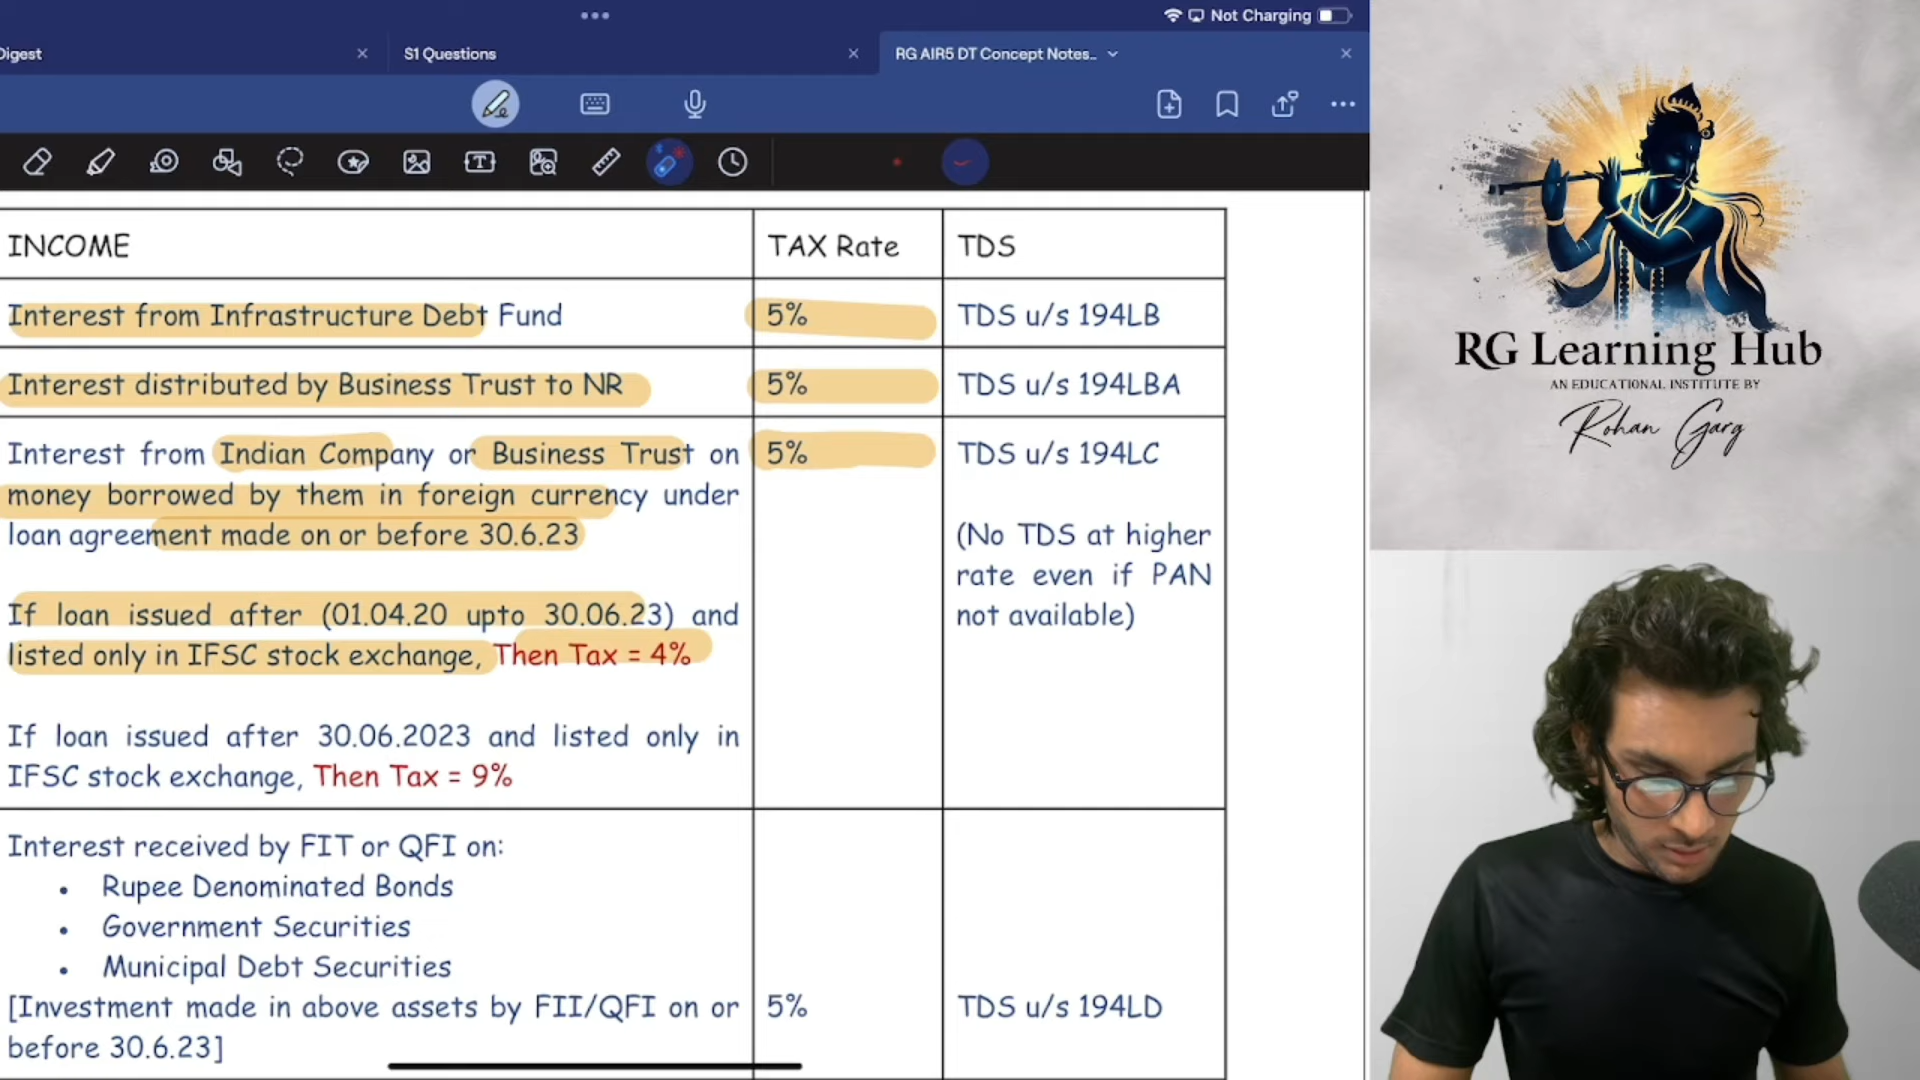 Not Charging
Digest
S1 Questions
RG AIR5 DT Concept Notes..
INCOME
TAX Rate
TDS
Interest from Infrastructure Debt Fund
5%
TDS u/s 194LB
Interest distributed by Business Trust to NR
5%
TDS u/s 194LBA
Interest from Indian Company or Business Trust on
money borrowed by them in foreign currency under
loan agreement made on or before 30.6.23
If loan issued after (01.04.20 upto 30.06.23) and
listed only in IFSC stock exchange, Then Tax = 4%
If loan issued after 30.06.2023 and listed only in
IFSC stock exchange, Then Tax = 9%
5%
TDS u/s 194LC
(No TDS at higher
rate even if PAN
not available)
Interest received by FIT or QFI on:
• Rupee Denominated Bonds
• Government Securities
• Municipal Debt Securities
[Investment made in above assets by FII/QFI on or
before 30.6.23]
5%
TDS u/s 194LD
RG Learning Hub
AN EDUCATIONAL INSTITUTE BY
Rohan Garg